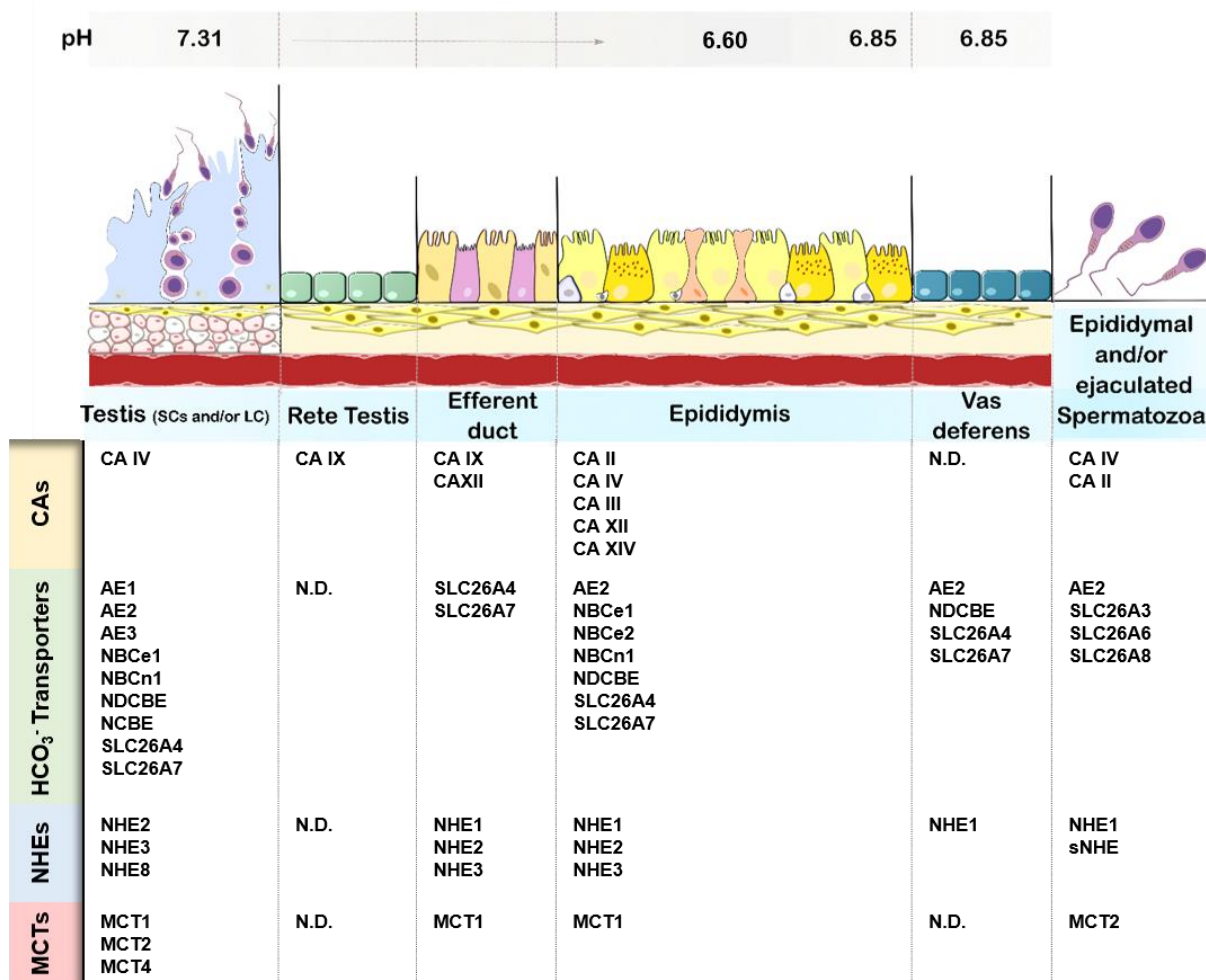 pH 7.31 6.60 6.85 6.85
Testis (SCs and/or LC)
Rete Testis
Efferent
duct
Epididymis
Vas
deferens
Epididymal
and/or
ejaculated
Spermatozoa
CAs
CA IV
CA IX
CA IX
CAXII
CA II
CA IV
CA III
CA XII
CA XIV
N.D.
CA IV
CA II
HCO₃⁻ Transporters
AE1
AE2
AE3
NBCe1
NBCn1
NDCBE
NCBE
SLC26A4
SLC26A7
N.D.
SLC26A4
SLC26A7
AE2
NBCe1
NBCe2
NBCn1
NDCBE
SLC26A4
SLC26A7
AE2
NDCBE
SLC26A4
SLC26A7
AE2
SLC26A3
SLC26A6
SLC26A8
NHEs
NHE2
NHE3
NHE8
N.D.
NHE1
NHE2
NHE3
NHE1
NHE2
NHE3
NHE1
NHE1
sNHE
MCTs
MCT1
MCT2
MCT4
N.D.
MCT1
MCT1
N.D.
MCT2